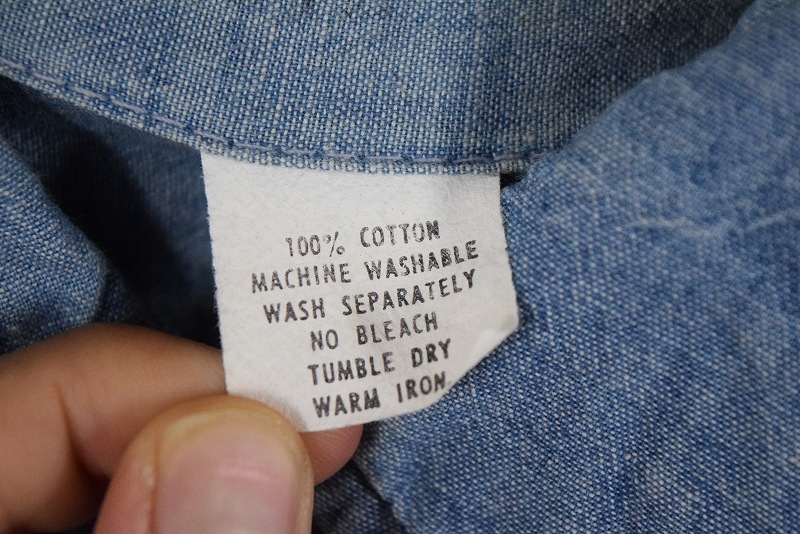 100% COTTON
MACHINE WASHABLE
WASH SEPARATELY
NO BLEACH
TUMBLE DRY
WARM IRON